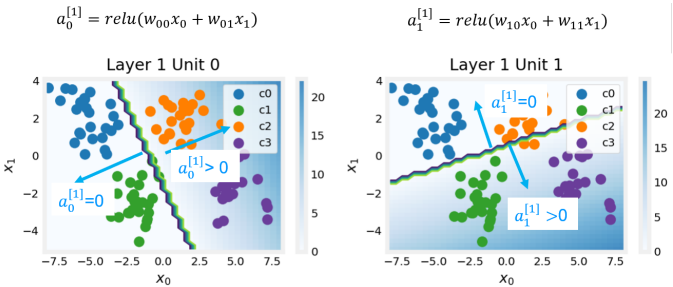 a_0^{[1]} = relu(w_{00}x_0 + w_{01}x_1)
a_1^{[1]} = relu(w_{10}x_0 + w_{11}x_1)
Layer 1 Unit 0
4
2
0
−2
−4
x_1
−7.5 −5.0 −2.5 0.0 2.5 5.0 7.5
x_0
c0
c1
c2
c3
a_0^{[1]}=0
a_0^{[1]}> 0
20
15
10
5
0
Layer 1 Unit 1
4
2
0
−2
−4
x_1
−7.5 −5.0 −2.5 0.0 2.5 5.0 7.5
x_0
c0
c1
c2
c3
a_1^{[1]}=0
a_1^{[1]} >0
20
15
10
5
0